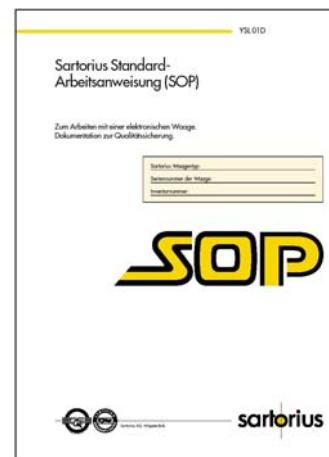 YSL01D
Sartorius Standard-
Arbeitsanweisung (SOP)
Zum Arbeiten mit einer elektronischen Waage.
Dokumentation zur Qualitätssicherung.
Sartorius Waagentyp:
Seriennummer der Waage:
Inventarnummer:
SOP
sartorius